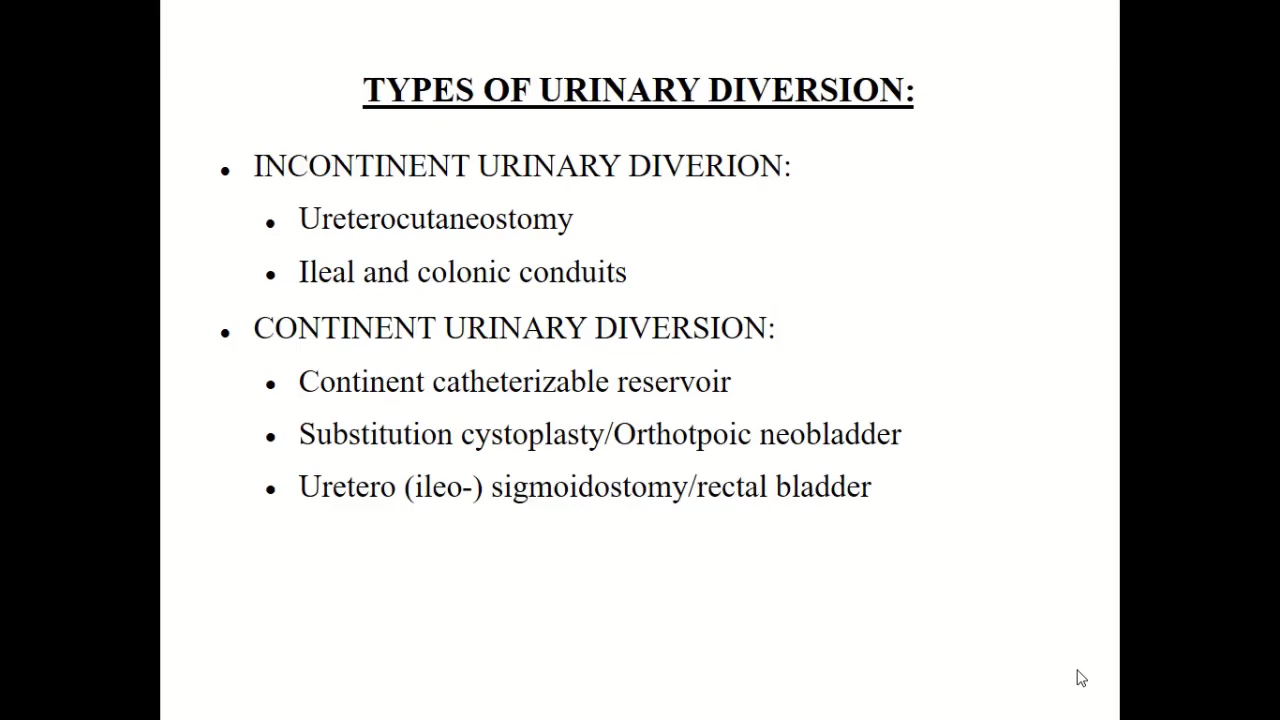 TYPES OF URINARY DIVERSION:
• INCONTINENT URINARY DIVERION:
• Ureterocutaneostomy
• Ileal and colonic conduits
• CONTINENT URINARY DIVERSION:
• Continent catheterizable reservoir
• Substitution cystoplasty/Orthotpoic neobladder
• Uretero (ileo-) sigmoidostomy/rectal bladder